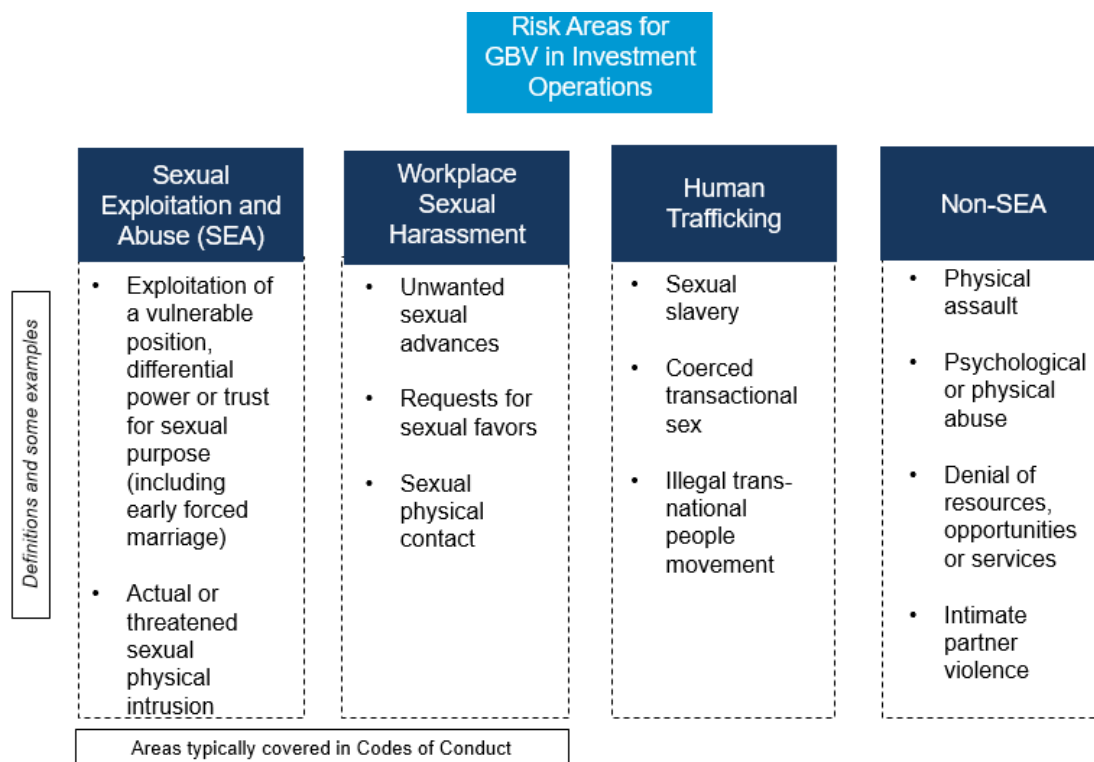 Risk Areas for
GBV in Investment
Operations
Sexual
Exploitation and
Abuse (SEA)
Workplace
Sexual
Harassment
Human
Trafficking
Non-SEA
Definitions and some examples
• Exploitation of
a vulnerable
position,
differential
power or trust
for sexual
purpose
(including
early forced
marriage)
• Actual or
threatened
sexual
physical
intrusion
• Unwanted
sexual
advances
• Requests for
sexual favors
• Sexual
physical
contact
• Sexual
slavery
• Coerced
transactional
sex
• Illegal trans-
national
people
movement
• Physical
assault
• Psychological
or physical
abuse
• Denial of
resources,
opportunities
or services
• Intimate
partner
violence
Areas typically covered in Codes of Conduct